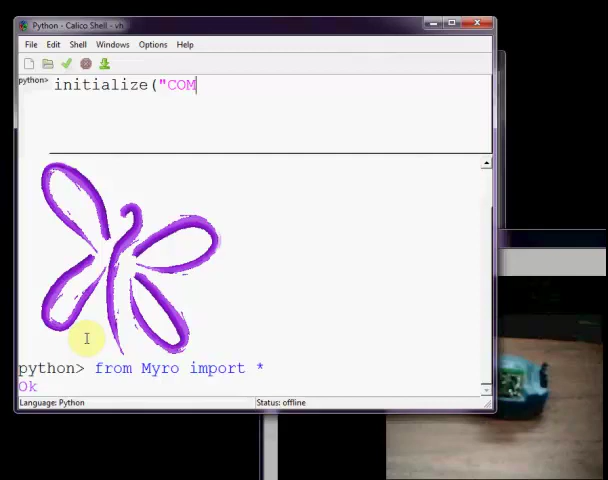 Python - Calico Shell - vh
File Edit Shell Windows Options Help
python> initialize("COM
python> from Myro import *
Ok
Language: Python Status: offline